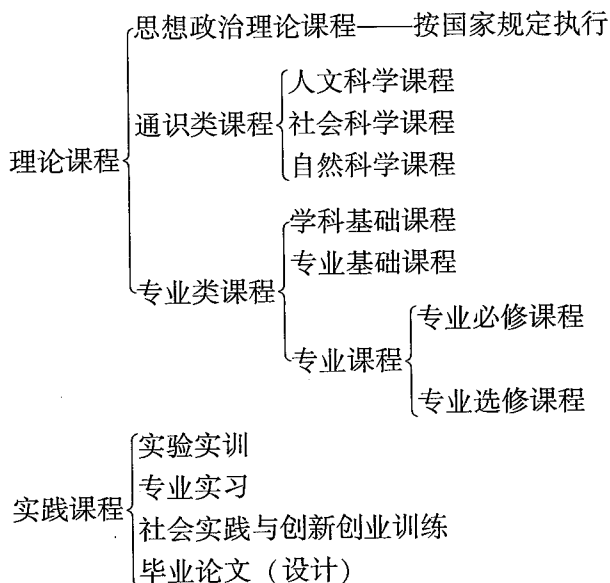 思想政治理论课程——按国家规定执行
人文科学课程
通识类课程
社会科学课程
自然科学课程
理论课程
学科基础课程
专业基础课程
专业类课程
专业必修课程
专业课程
专业选修课程
实验实训
专业实习
实践课程
社会实践与创新创业训练
毕业论文（设计）